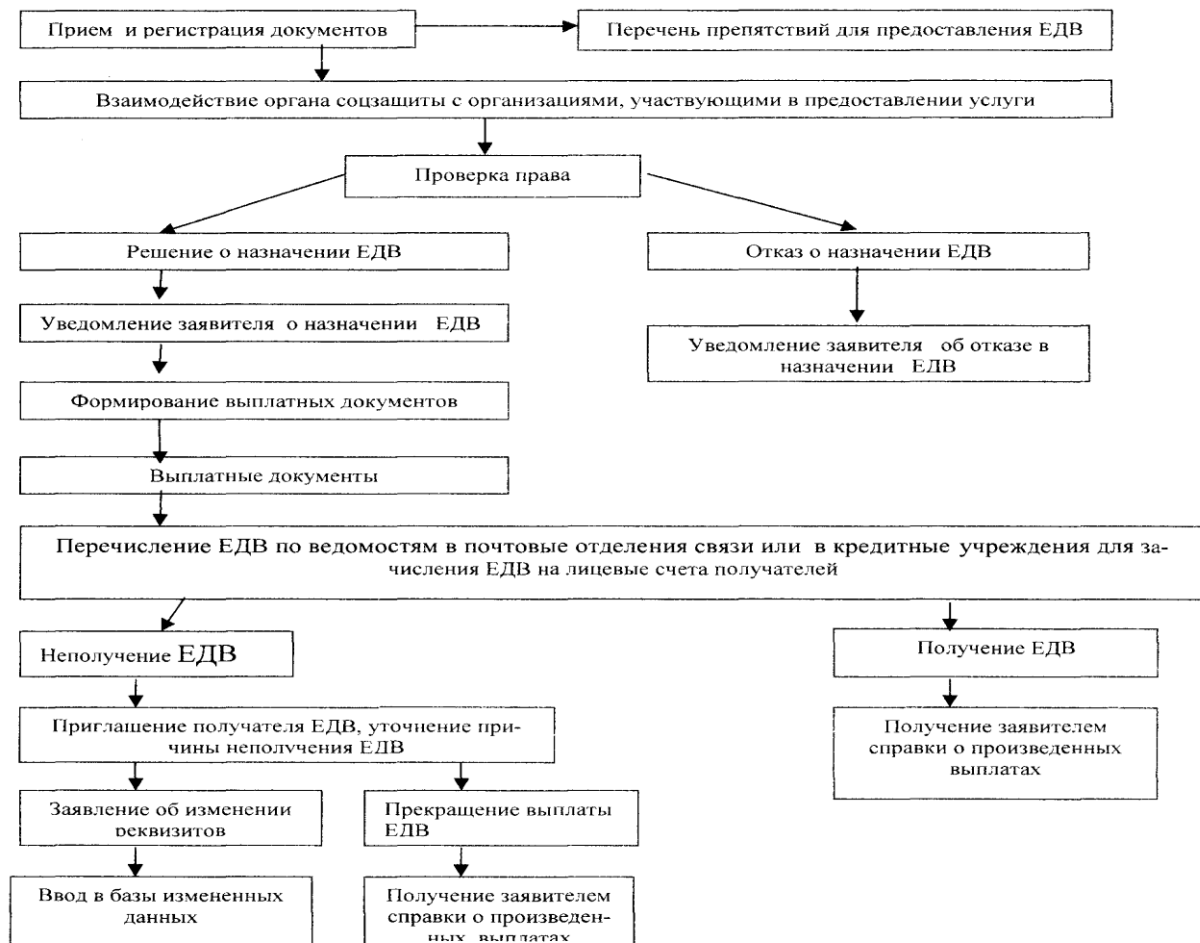 Прием и регистрация документов
Перечень препятствий для предоставления ЕДВ
Взаимодействие органа соцзащиты с организациями, участвующими в предоставлении услуги
Проверка права
Решение о назначении ЕДВ
Отказ о назначении ЕДВ
Уведомление заявителя о назначении ЕДВ
Уведомление заявителя об отказе в
назначении ЕДВ
Формирование выплатных документов
Выплатные документы
Перечисление ЕДВ по ведомостям в почтовые отделения связи или в кредитные учреждения для за-
числения ЕДВ на лицевые счета получателей
Неполучение ЕДВ
Получение ЕДВ
Приглашение получателя ЕДВ, уточнение при-
чины неполучения ЕДВ
Получение заявителем
справки о произведенных
выплатах
Заявление об изменении
реквизитов
Прекращение выплаты
ЕДВ
Ввод в базы измененных
данных
Получение заявителем
справки о произведен-
ных выплатах